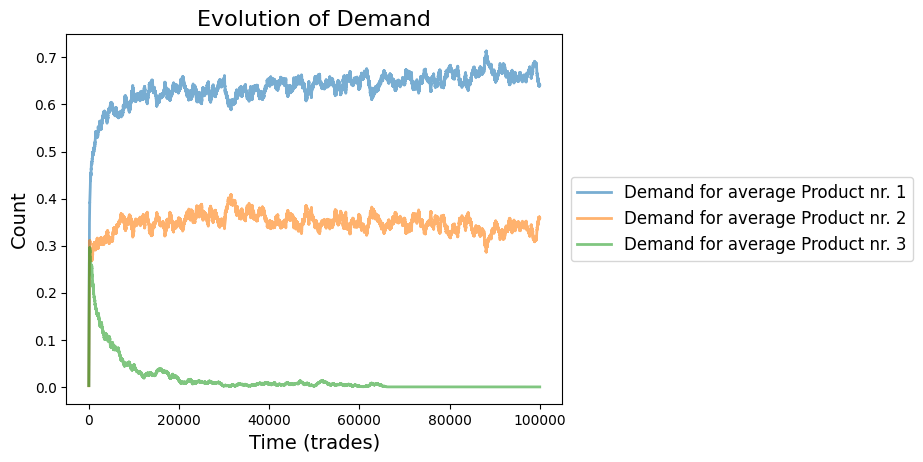 Evolution of Demand
0.7
0.6
0.5
0.4
0.3
0.2
0.1
0.0
Count
0 20000 40000 60000 80000 100000
Time (trades)
Demand for average Product nr. 1
Demand for average Product nr. 2
Demand for average Product nr. 3